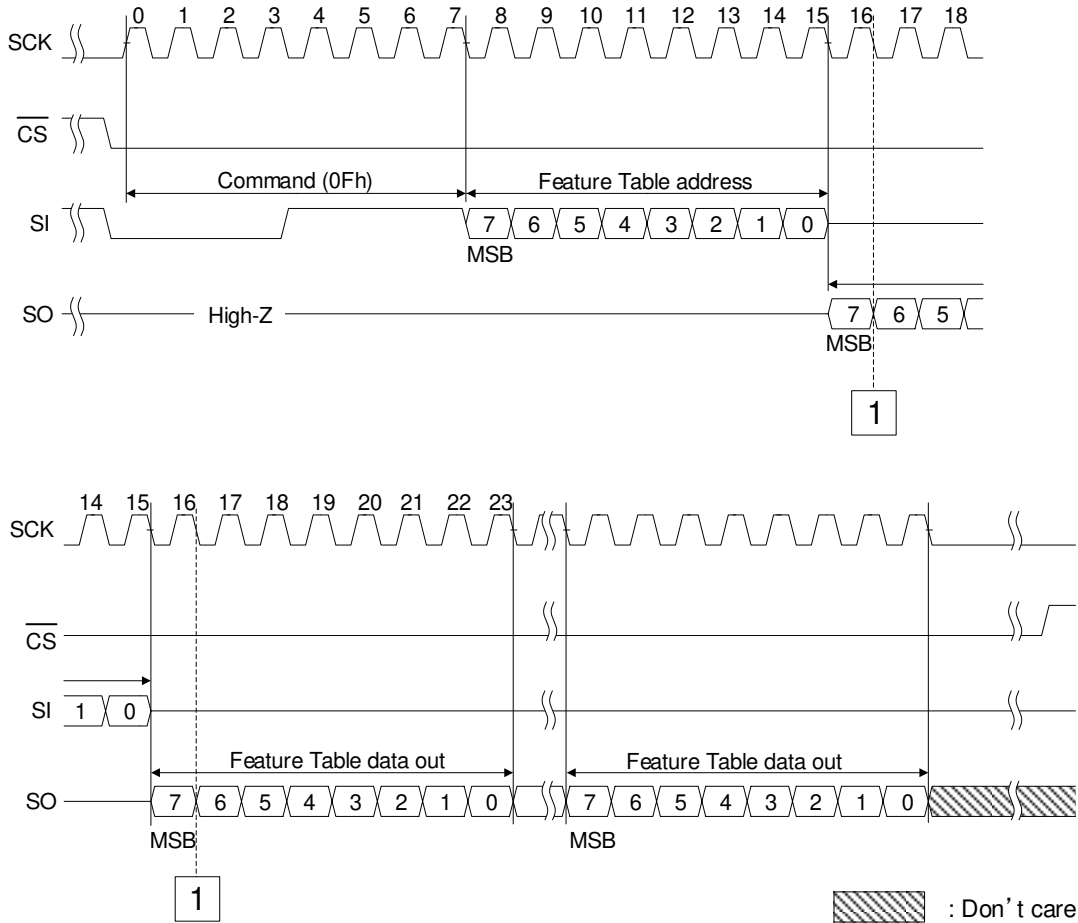 0 1 2 3 4 5 6 7 8 9 10 11 12 13 14 15 16 17 18
SCK
CS
Command (0Fh) Feature Table address
SI 7 6 5 4 3 2 1 0
MSB
SO High-Z 7 6 5
MSB
1
14 15 16 17 18 19 20 21 22 23
SCK
CS
SI 1 0
Feature Table data out Feature Table data out
SO 7 6 5 4 3 2 1 0 7 6 5 4 3 2 1 0
MSB MSB
1
: Don't care